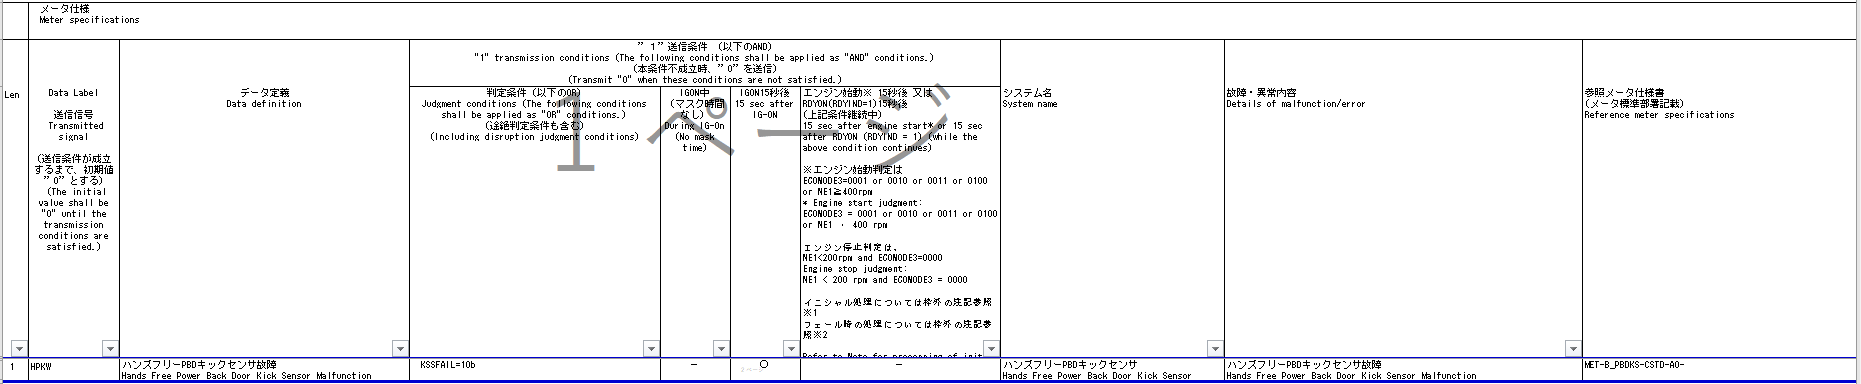 メータ仕様
Meter specifications
"１"送信条件 (以下のAND)
"1" transmission conditions (The following conditions shall be applied as "AND" conditions.)
(本条件不成立時、"０"を送信)
(Transmit "0" when these conditions are not satisfied.)
Len
Data Label
送信信号
Transmitted
signal
(送信条件が成立
するまで、初期値
"０"とする)
(The initial
value shall be
"0" until the
transmission
conditions are
satisfied.)
データ定義
Data definition
判定条件 (以下のOR)
Judgment conditions (The following
conditions shall be applied as "OR" conditions.)
(途絶判定条件も含む)
(Including disruption judgment conditions)
IGON中
(マスク時間
なし)
During IG-On
(No mask
time)
IGON15秒後
15 sec after
IG-ON
エンジン始動※ 15秒後 又は
RDYON(RDYIND=1)15秒後
(上記条件継続中)
15 sec after engine start* or 15 sec
after RDYON (RDYIND = 1) (while the
above condition continues)
※エンジン始動判定は
ECONODE3=0001 or 0010 or 0011 or 0100
or NE1≧400rpm
* Engine start judgment:
ECONODE3 = 0001 or 0010 or 0011 or 0100
or NE1 ・ 400 rpm
エンジン停止判定は、
NE1<200rpm and ECONODE3=0000
Engine stop judgment:
NE1 < 200 rpm and ECONODE3 = 0000
イニシャル処理については枠外の注記参照
※1
フェール時の処理については枠外の注記参
照※2
Refer to Note for processing of init
システム名
System name
故障・異常内容
Details of malfunction/error
参照メータ仕様書
(メータ標準部署記載)
Reference meter specifications
1 ページ
1
HPKW
ハンズフリーPBDキックセンサ故障
Hands Free Power Back Door Kick Sensor Malfunction
KSSFAIL=10b
－
○
－
ハンズフリーPBDキックセンサ
Hands Free Power Back Door Kick Sensor
ハンズフリーPBDキックセンサ故障
Hands Free Power Back Door Kick Sensor Malfunction
MET-B_PBDKS-CSTD-A0-